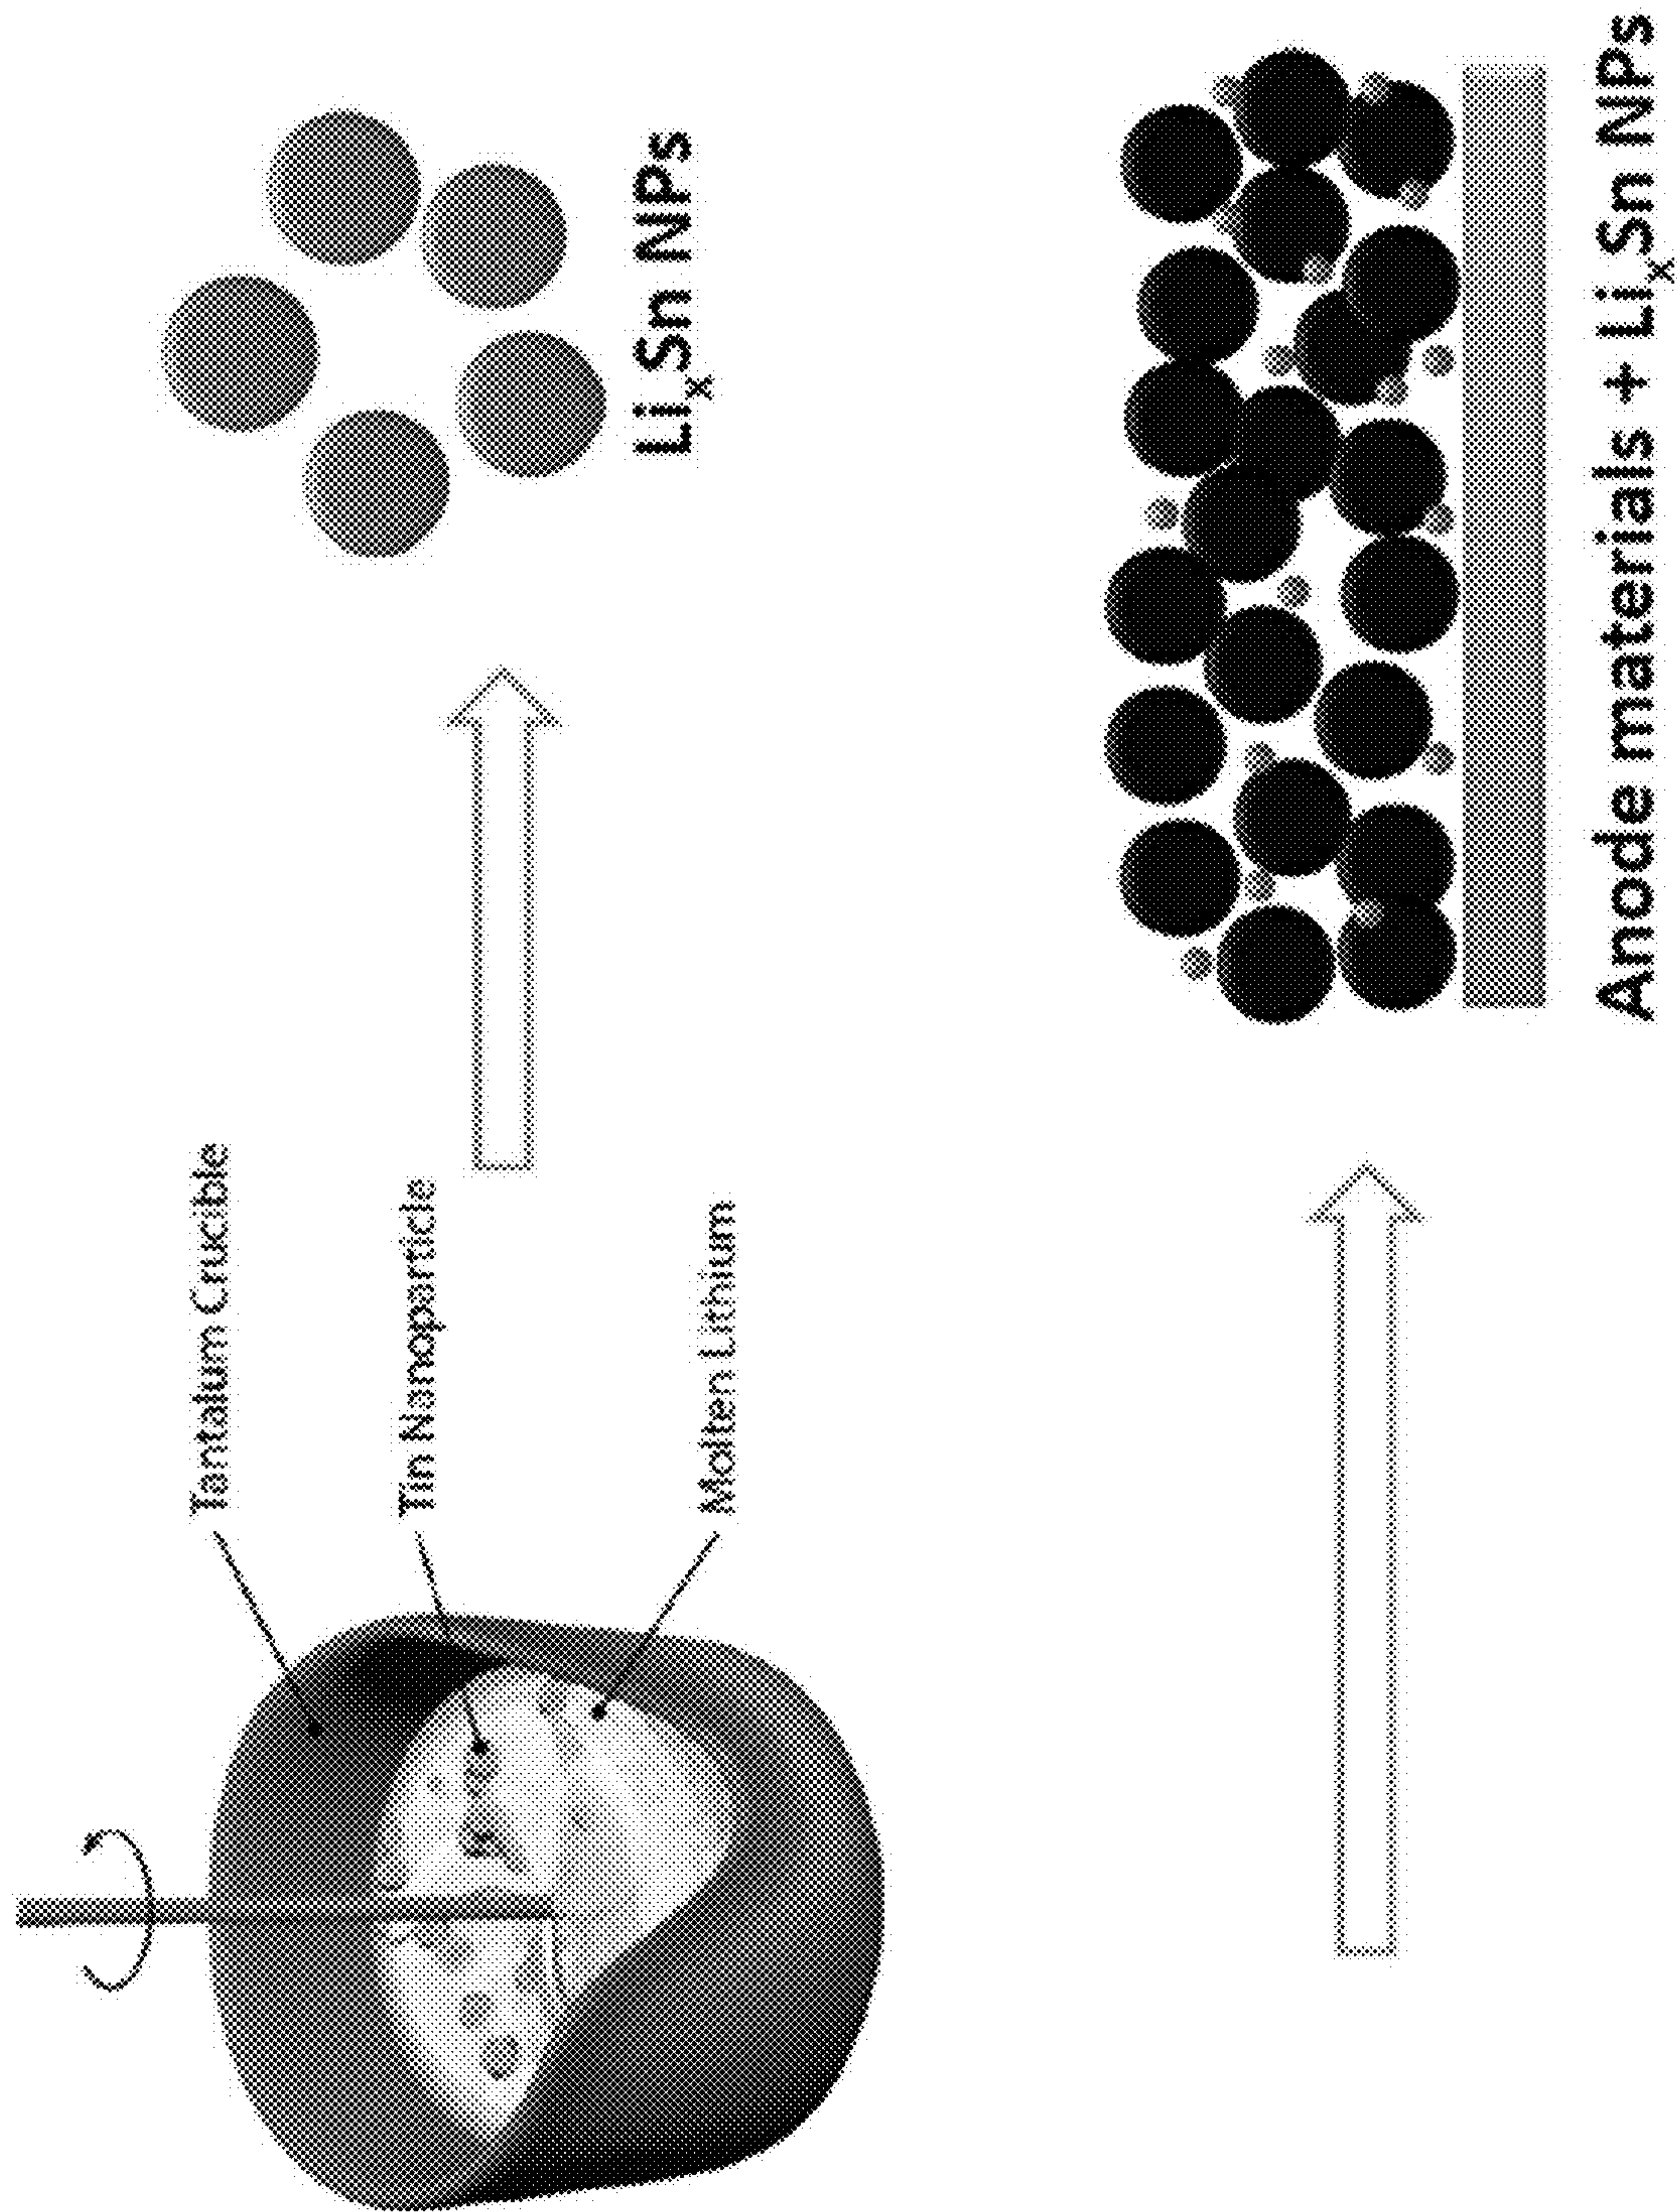 Tantalum Crucible
Tin Nanoparticle
Molten Lithium
LiₓSn NPs
Anode materials + LiₓSn NPs